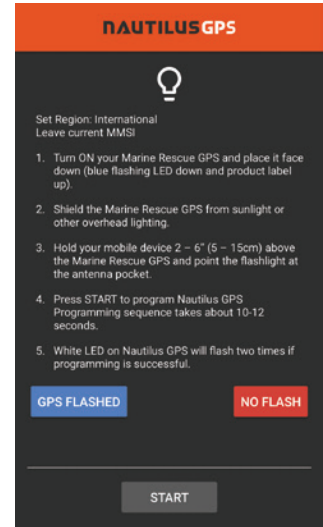 NAUTILUSGPS
Set Region: International
Leave current MMSI
1. Turn ON your Marine Rescue GPS and place it face
down (blue flashing LED down and product label
up).
2. Shield the Marine Rescue GPS from sunlight or
other overhead lighting.
3. Hold your mobile device 2 – 6" (5 – 15cm) above
the Marine Rescue GPS and point the flashlight at
the antenna pocket.
4. Press START to program Nautilus GPS
Programming sequence takes about 10-12
seconds.
5. White LED on Nautilus GPS will flash two times if
programming is successful.
GPS FLASHED
NO FLASH
START